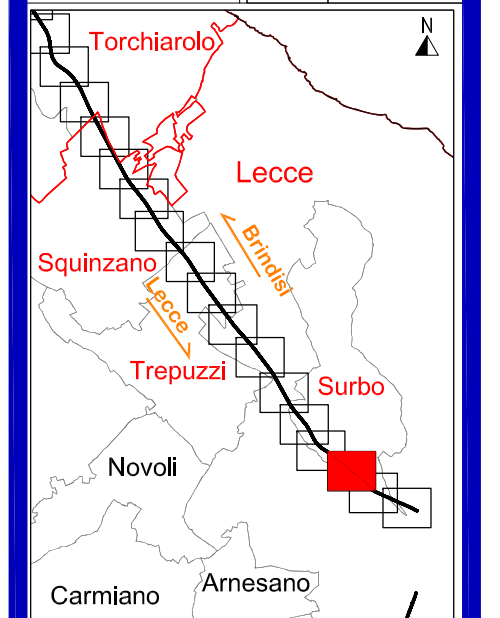 N
Torchiarolo
Lecce
Brindisi
Squinzano
Lecce
Trepuzzi
Surbo
Novoli
Arnesano
Carmiano